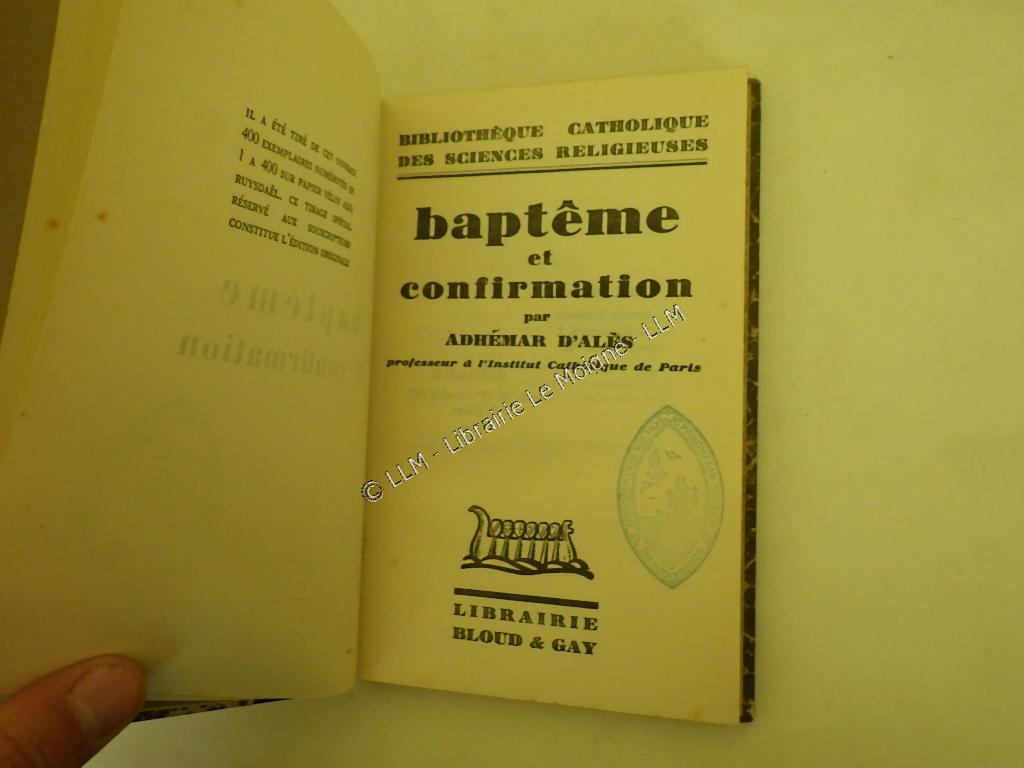 IL A ÉTÉ TIRÉ DE CET OUVRAGE
400 EXEMPLAIRES NUMÉROTÉS DE
1 A 400 SUR PAPIER VÉLIN ALFA
RUYSDAËL. CE TIRAGE SPÉCIAL
RÉSERVÉ AUX SOUSCRIPTEURS
CONSTITUE L'ÉDITION ORIGINALE
BIBLIOTHÈQUE CATHOLIQUE
DES SCIENCES RELIGIEUSES
baptême
et
confirmation
par
ADHÉMAR D'ALÈS
professeur à l'Institut Catholique de Paris
© LLM - Librairie Le Moigne - LLM
LIBRAIRIE
BLOUD & GAY